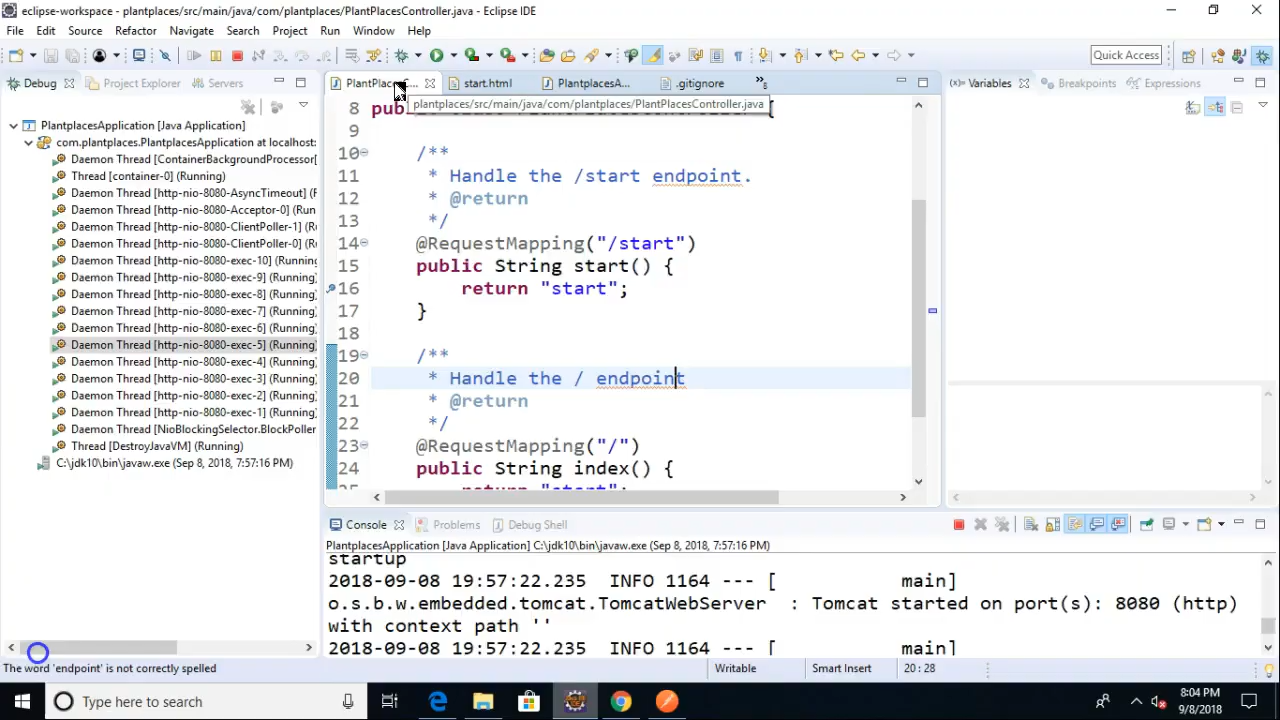 eclipse-workspace - plantplaces/src/main/java/com/plantplaces/PlantPlacesController.java - Eclipse IDE
File Edit Source Refactor Navigate Search Project Run Window Help
Quick Access
Debug Project Explorer Servers
PlantPlaces start.html PlantplacesA... .gitignore
Variables Breakpoints Expressions
plantplaces/src/main/java/com/plantplaces/PlantPlacesController.java
PlantplacesApplication [Java Application]
com.plantplaces.PlantplacesApplication at localhost:
Daemon Thread [ContainerBackgroundProcessor[
Thread [container-0] (Running)
Daemon Thread [http-nio-8080-AsyncTimeout] (R
Daemon Thread [http-nio-8080-Acceptor-0] (Run
Daemon Thread [http-nio-8080-ClientPoller-1] (Ru
Daemon Thread [http-nio-8080-ClientPoller-0] (Ru
Daemon Thread [http-nio-8080-exec-10] (Running
Daemon Thread [http-nio-8080-exec-9] (Running)
Daemon Thread [http-nio-8080-exec-8] (Running)
Daemon Thread [http-nio-8080-exec-7] (Running)
Daemon Thread [http-nio-8080-exec-6] (Running)
Daemon Thread [http-nio-8080-exec-5] (Running)
Daemon Thread [http-nio-8080-exec-4] (Running)
Daemon Thread [http-nio-8080-exec-3] (Running)
Daemon Thread [http-nio-8080-exec-2] (Running)
Daemon Thread [http-nio-8080-exec-1] (Running)
Daemon Thread [NioBlockingSelector.BlockPoller
Thread [DestroyJavaVM] (Running)
C:\jdk10\bin\javaw.exe (Sep 8, 2018, 7:57:16 PM)
8 {
9
10 /**
11 * Handle the /start endpoint.
12 * @return
13 */
14 @RequestMapping("/start")
15 public String start() {
16 return "start";
17 }
18
19 /**
20 * Handle the / endpoint
21 * @return
22 */
23 @RequestMapping("/")
24 public String index() {
25 return "start";
Console Problems Debug Shell
PlantplacesApplication [Java Application] C:\jdk10\bin\javaw.exe (Sep 8, 2018, 7:57:16 PM)
startup
2018-09-08 19:57:22.235 INFO 1164 --- [ main]
o.s.b.w.embedded.tomcat.TomcatWebServer : Tomcat started on port(s): 8080 (http)
with context path ''
2018-09-08 19:57:22.235 INFO 1164 --- [ main]
The word 'endpoint' is not correctly spelled
Writable Smart Insert 20 : 28
Type here to search
8:04 PM
9/8/2018